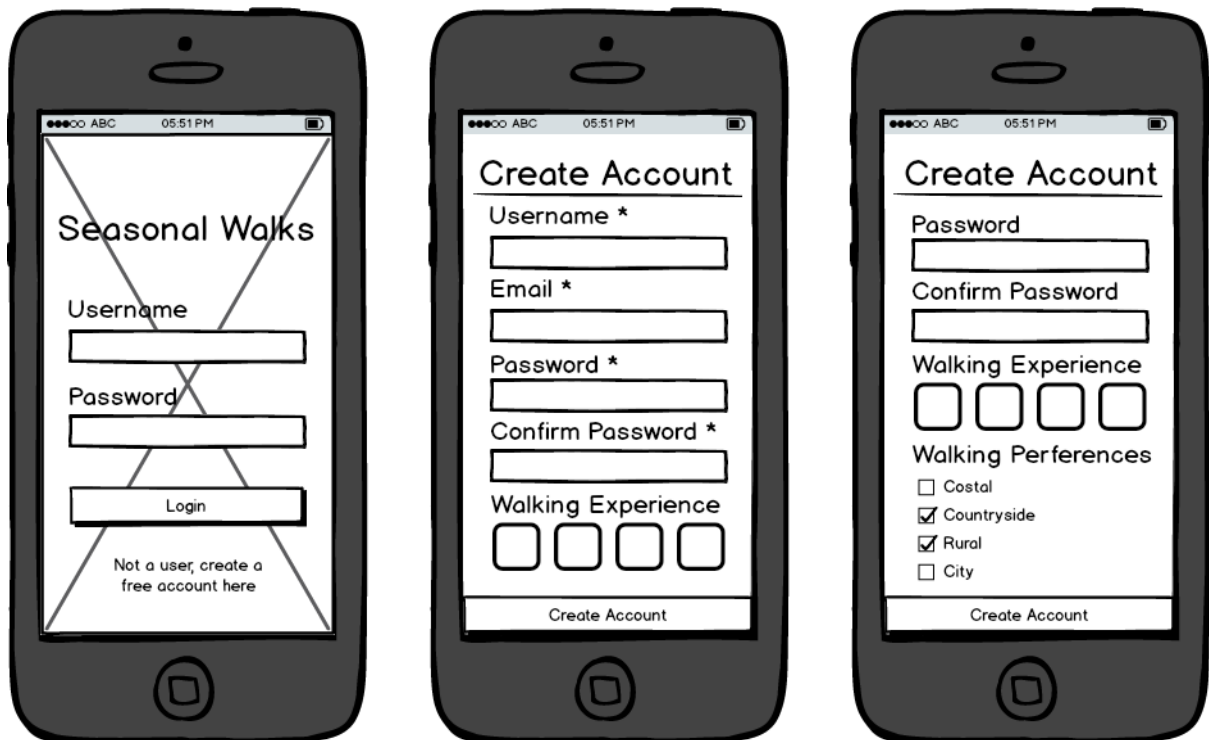 ABC 05:51 PM
Seasonal Walks
Username
Password
Login
Not a user, create a
free account here
ABC 05:51 PM
Create Account
Username *
Email *
Password *
Confirm Password *
Walking Experience
Create Account
ABC 05:51 PM
Create Account
Password
Confirm Password
Walking Experience
Walking Perferences
Costal
Countryside
Rural
City
Create Account